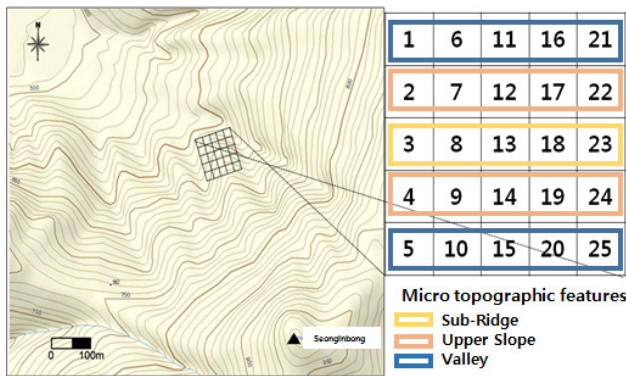 N
1 6 11 16 21
2 7 12 17 22
3 8 13 18 23
4 9 14 19 24
5 10 15 20 25
Micro topographic features
Sub-Ridge
Upper Slope
Valley
Seonginbong
0 100m
750